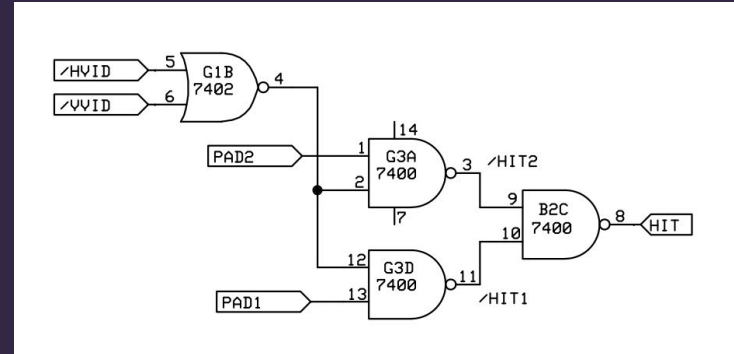 /HVID
5
G1B
7402
4
/VVID
6
14
PAD2
1
G3A
7400
3
/HIT2
2
7
9
B2C
7400
8
HIT
10
12
G3D
7400
11
/HIT1
PAD1
13